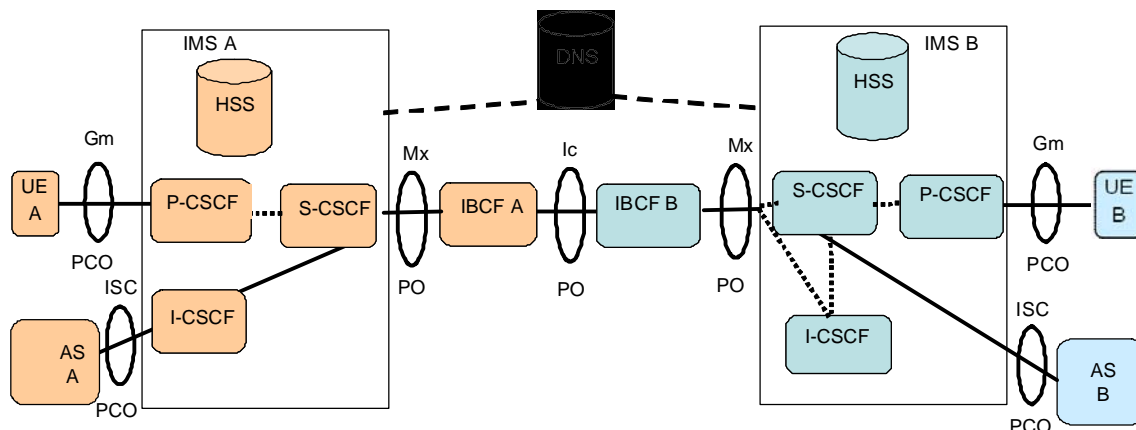 IMS A
DNS
IMS B
HSS
HSS
Gm
Mx
Ic
Mx
Gm
UE
A
P-CSCF
S-CSCF
IBCF A
IBCF B
S-CSCF
P-CSCF
UE
B
PCO
PO
PO
PO
PCO
ISC
I-CSCF
ISC
I-CSCF
AS
A
AS
B
PCO
PCO